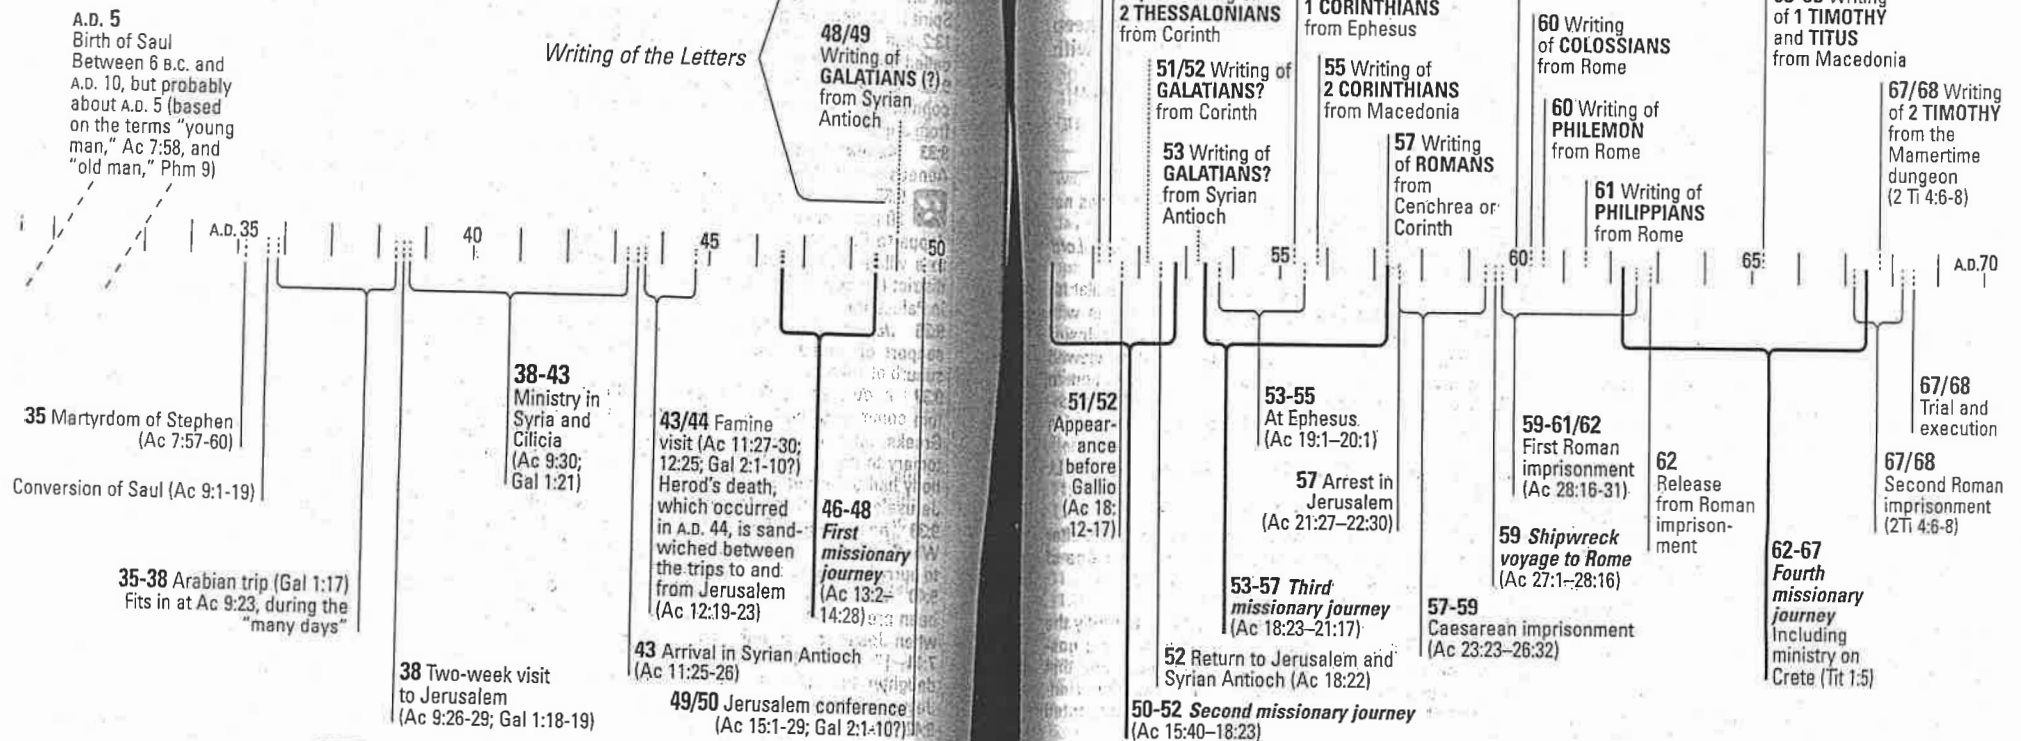 A.D. 5
Birth of Saul
Between 6 B.C. and
A.D. 10, but probably
about A.D. 5 (based
on the terms “young
man,” Ac 7:58, and
“old man,” Phm 9)
Writing of the Letters
48/49
Writing of
GALATIANS (?)
from Syrian
Antioch
2 THESSALONIANS
from Corinth
51/52 Writing of
GALATIANS?
from Corinth
53 Writing of
GALATIANS?
from Syrian
Antioch
1 CORINTHIANS
from Ephesus
55 Writing of
2 CORINTHIANS
from Macedonia
57 Writing
of ROMANS
from
Cenchrea or
Corinth
60 Writing
of COLOSSIANS
from Rome
60 Writing of
PHILEMON
from Rome
61 Writing of
PHILIPPIANS
from Rome
of 1 TIMOTHY
and TITUS
from Macedonia
67/68 Writing
of 2 TIMOTHY
from the
Mamertime
dungeon
(2 Ti 4:6-8)
A.D. 35
40
45
50
55
60
65
A.D. 70
35 Martyrdom of Stephen
(Ac 7:57-60)
Conversion of Saul (Ac 9:1-19)
35-38 Arabian trip (Gal 1:17)
Fits in at Ac 9:23, during the
“many days”
38 Two-week visit
to Jerusalem
(Ac 9:26-29; Gal 1:18-19)
38-43
Ministry in
Syria and
Cilicia
(Ac 9:30;
Gal 1:21)
43/44 Famine
visit (Ac 11:27-30;
12:25; Gal 2:1-10?)
Herod’s death,
which occurred
in A.D. 44, is sand-
wiched between
the trips to and
from Jerusalem
(Ac 12:19-23)
43 Arrival in Syrian Antioch
(Ac 11:25-26)
46-48
First
missionary
journey
(Ac 13:2–
14:28)
49/50 Jerusalem conference
(Ac 15:1-29; Gal 2:1-10?)
51/52
Appear-
ance
before
Gallio
(Ac 18:
12-17)
50-52 Second missionary journey
(Ac 15:40–18:23)
52 Return to Jerusalem and
Syrian Antioch (Ac 18:22)
53-57 Third
missionary journey
(Ac 18:23–21:17)
53-55
At Ephesus
(Ac 19:1–20:1)
57 Arrest in
Jerusalem
(Ac 21:27–22:30)
57-59
Caesarean imprisonment
(Ac 23:23–26:32)
59 Shipwreck
voyage to Rome
(Ac 27:1–28:16)
59-61/62
First Roman
imprisonment
(Ac 28:16-31)
62
Release
from Roman
imprison-
ment
62-67
Fourth
missionary
journey
Including
ministry on
Crete (Tit 1:5)
67/68
Second Roman
imprisonment
(2Ti 4:6-8)
67/68
Trial and
execution